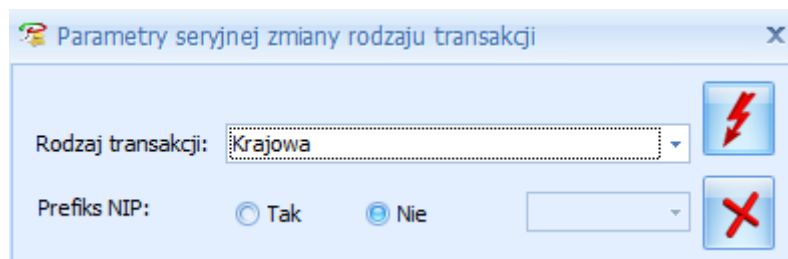 Parametry seryjnej zmiany rodzaju transakcji
Rodzaj transakcji: Krajowa
Prefiks NIP: Tak Nie